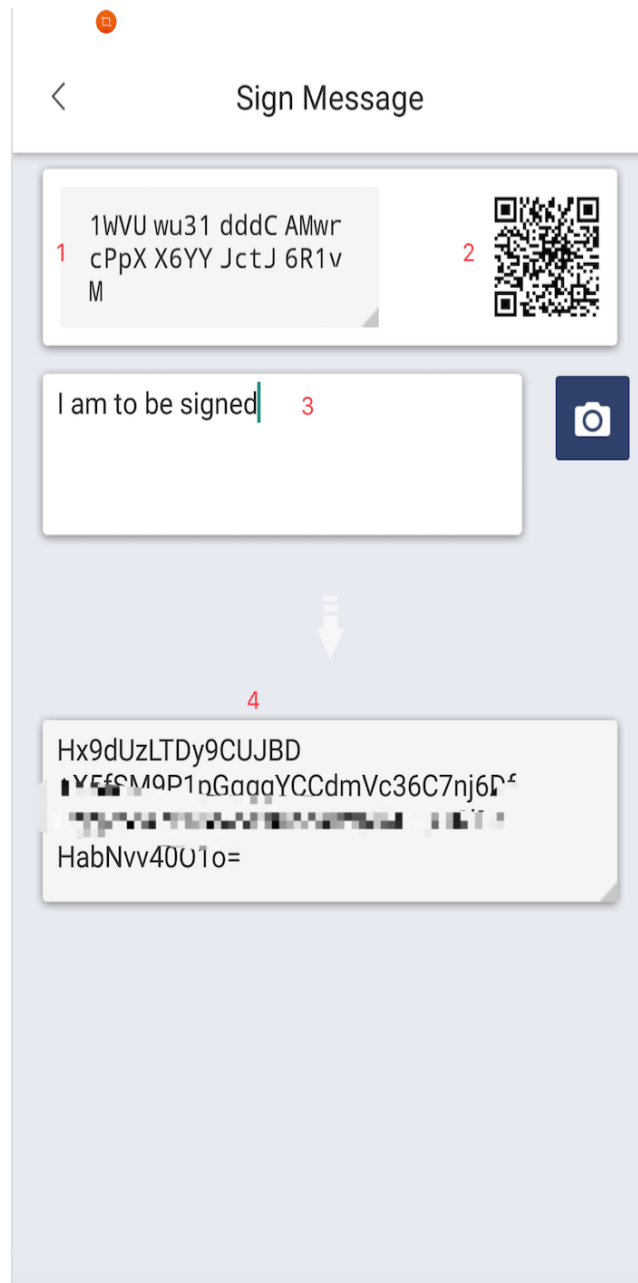 Sign Message
1WVU wu31 dddC AMwr
1 cPpX X6YY JctJ 6R1v 2
M
I am to be signed 3
4
Hx9dUzLTDy9CUJBD
HabNvv40O1o=